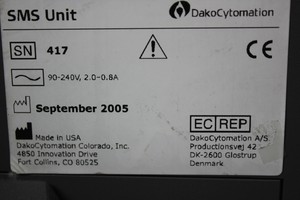 SMS Unit
DakoCytomation
SN 417
CE
90-240V, 2.0-0.8A
September 2005
Made in USA
DakoCytomation Colorado, Inc.
4850 Innovation Drive
Fort Collins, CO 80525
EC REP
DakoCytomation A/S
Produktionsvej 42
DK-2600 Glostrup
Denmark